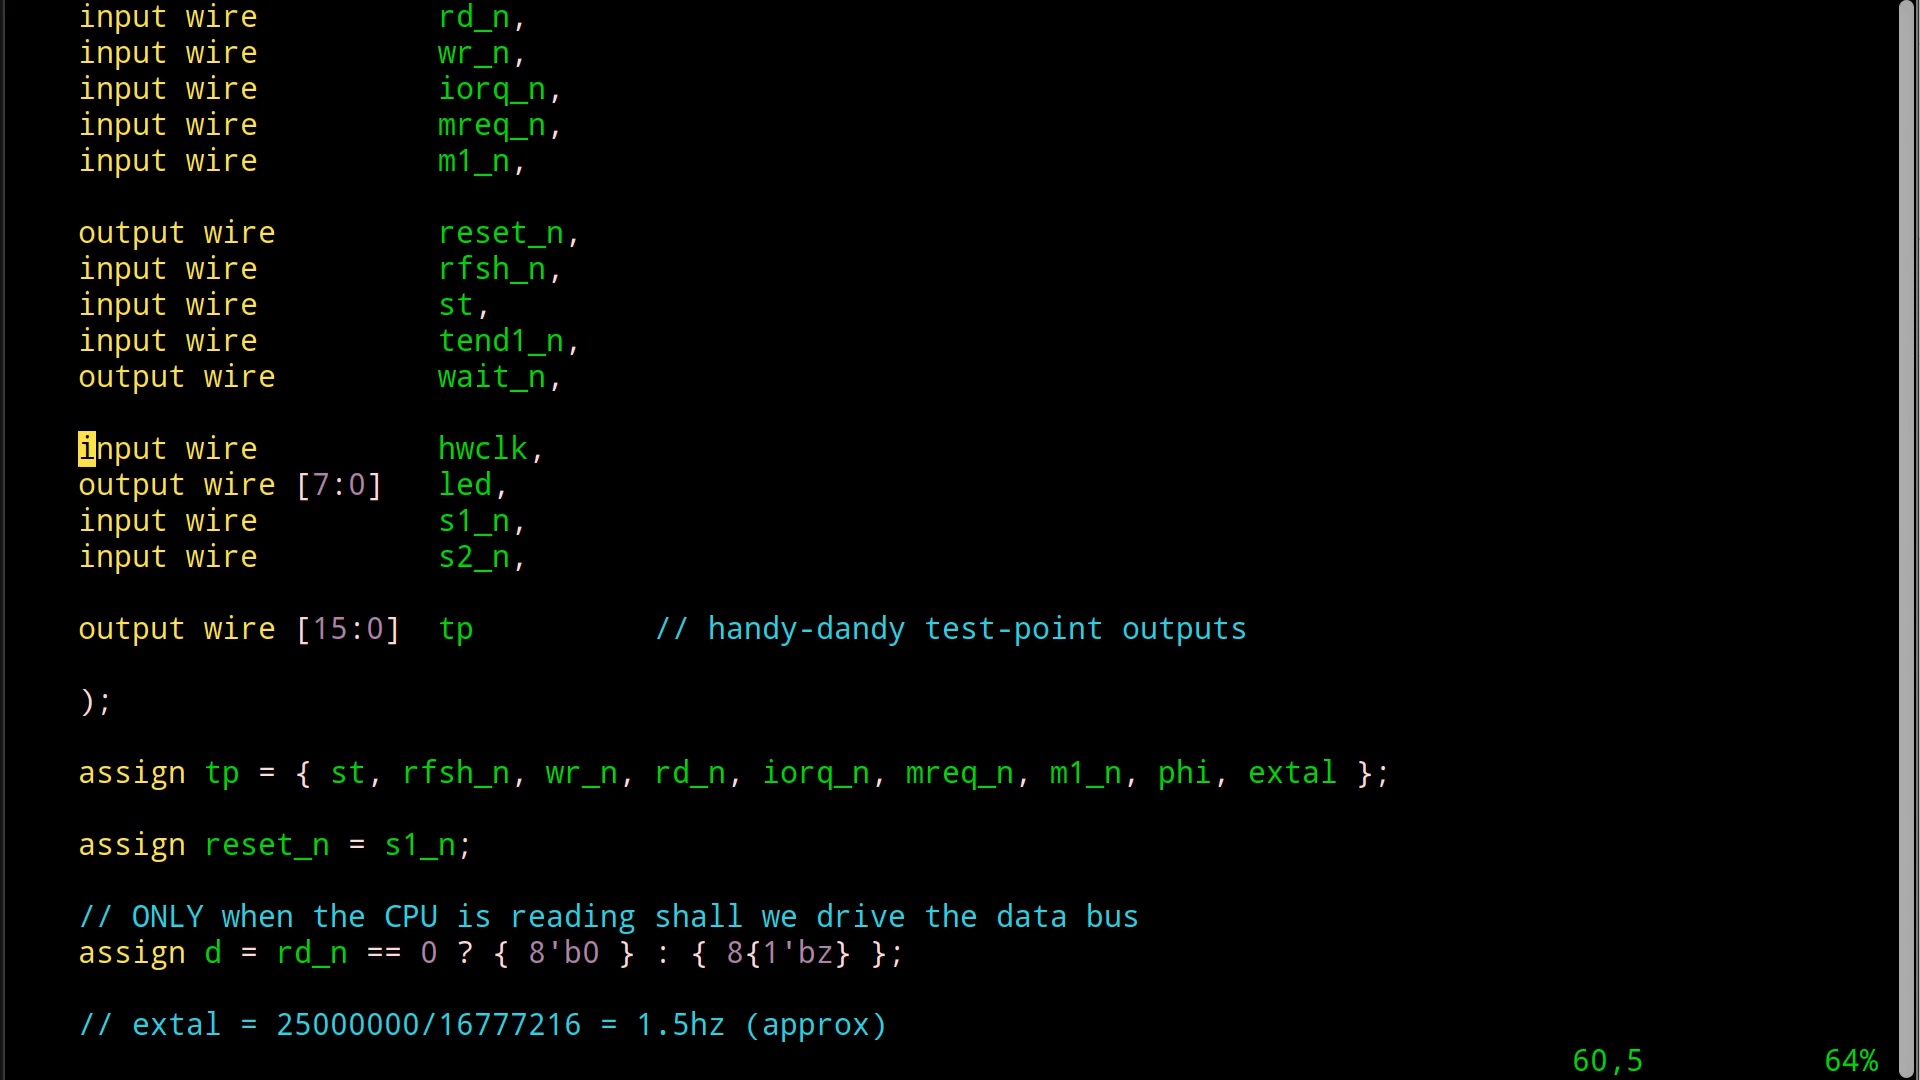 input wire          rd_n,
input wire          wr_n,
input wire          iorq_n,
input wire          mreq_n,
input wire          m1_n,
output wire         reset_n,
input wire          rfsh_n,
input wire          st,
input wire          tend1_n,
output wire         wait_n,
input wire          hwclk,
output wire [7:0]   led,
input wire          s1_n,
input wire          s2_n,
output wire [15:0]  tp          // handy-dandy test-point outputs
);
assign tp = { st, rfsh_n, wr_n, rd_n, iorq_n, mreq_n, m1_n, phi, extal };
assign reset_n = s1_n;
// ONLY when the CPU is reading shall we drive the data bus
assign d = rd_n == 0 ? { 8'b0 } : { 8{1'bz} };
// extal = 25000000/16777216 = 1.5hz (approx)
60,5          64%